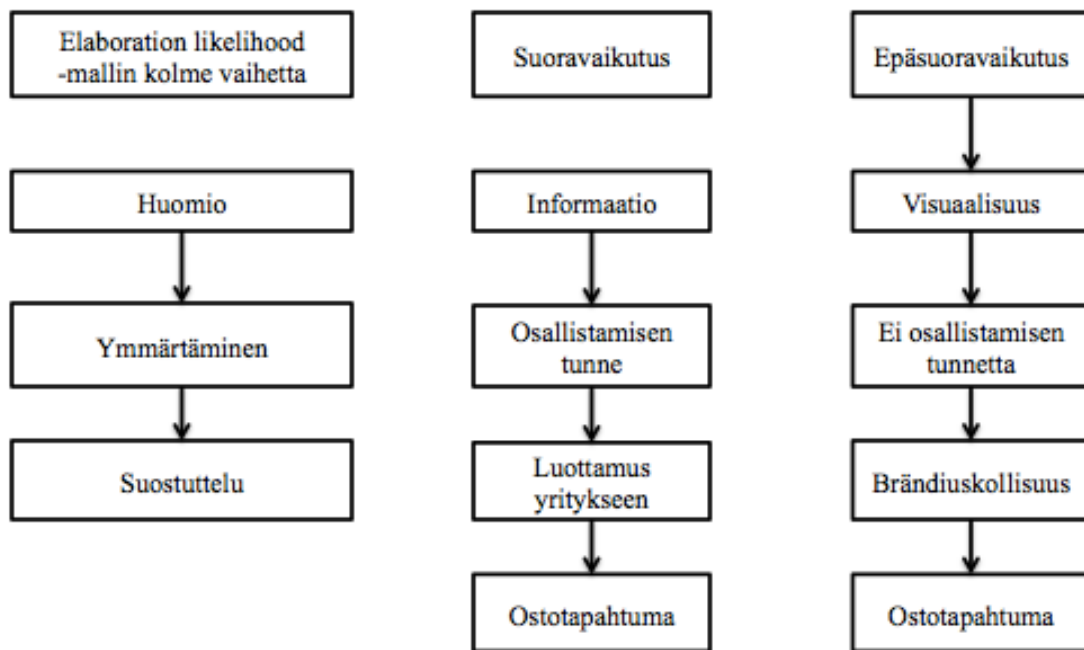 Elaboration likelihood
-mallin kolme vaihetta
Suoravaikutus
Epäsuoravaikutus
Huomio
Informaatio
Visuaalisuus
Ymmärtäminen
Osallistamisen
tunne
Ei osallistamisen
tunnetta
Suostuttelu
Luottamus
yritykseen
Brändiuskollisuus
Ostotapahtuma
Ostotapahtuma